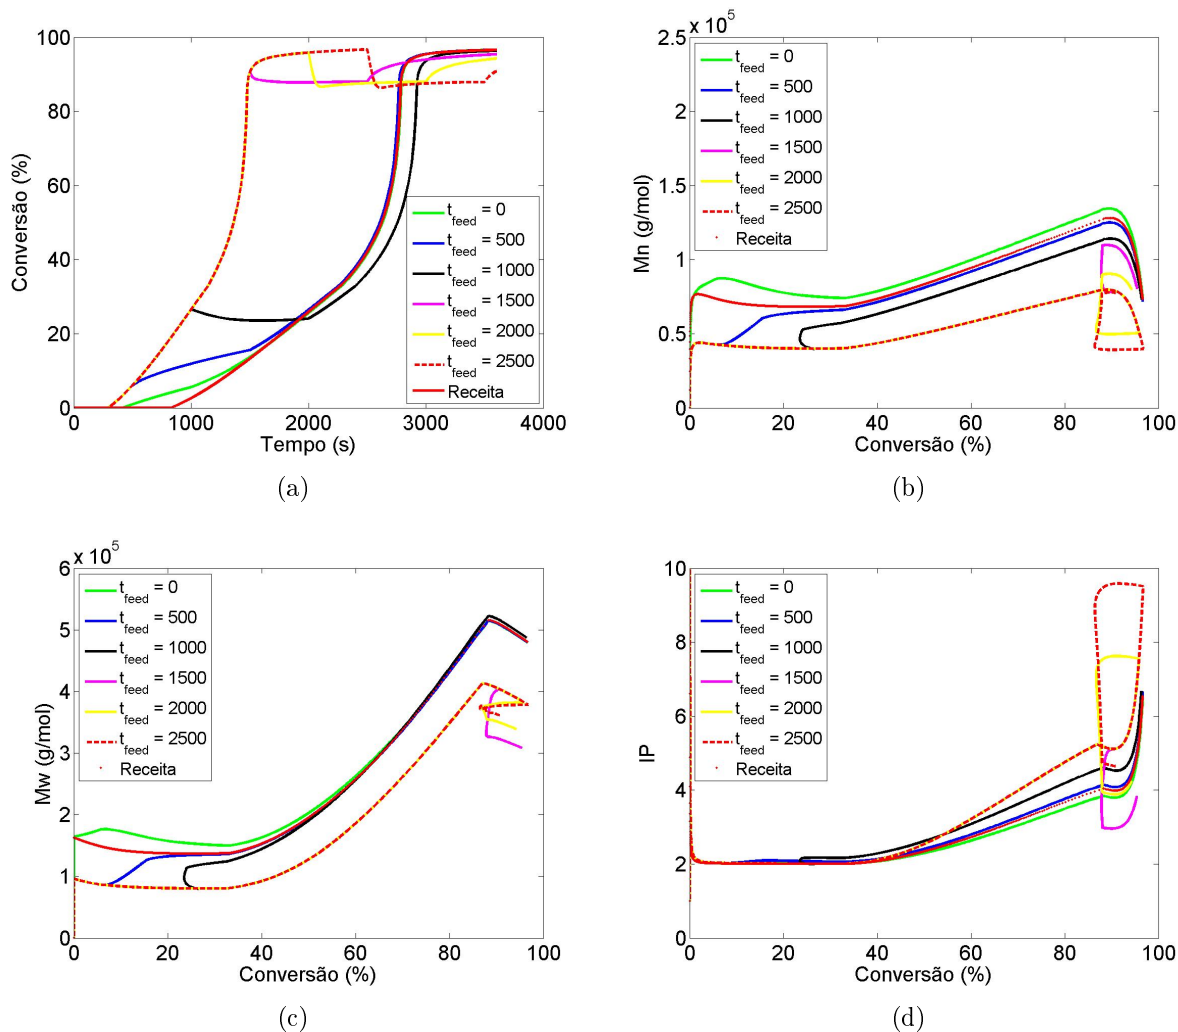 100
80
60
40
20
0
0
1000
2000
3000
4000
Conversão (%)
Tempo (s)
t_feed = 0
t_feed = 500
t_feed = 1000
t_feed = 1500
t_feed = 2000
t_feed = 2500
Receita
(a)
x 10^5
2.5
2
1.5
1
0.5
0
0
20
40
60
80
100
Mn (g/mol)
Conversão (%)
t_feed = 0
t_feed = 500
t_feed = 1000
t_feed = 1500
t_feed = 2000
t_feed = 2500
Receita
(b)
x 10^5
6
5
4
3
2
1
0
0
20
40
60
80
100
Mw (g/mol)
Conversão (%)
t_feed = 0
t_feed = 500
t_feed = 1000
t_feed = 1500
t_feed = 2000
t_feed = 2500
Receita
(c)
10
8
6
4
2
0
0
20
40
60
80
100
IP
Conversão (%)
t_feed = 0
t_feed = 500
t_feed = 1000
t_feed = 1500
t_feed = 2000
t_feed = 2500
Receita
(d)